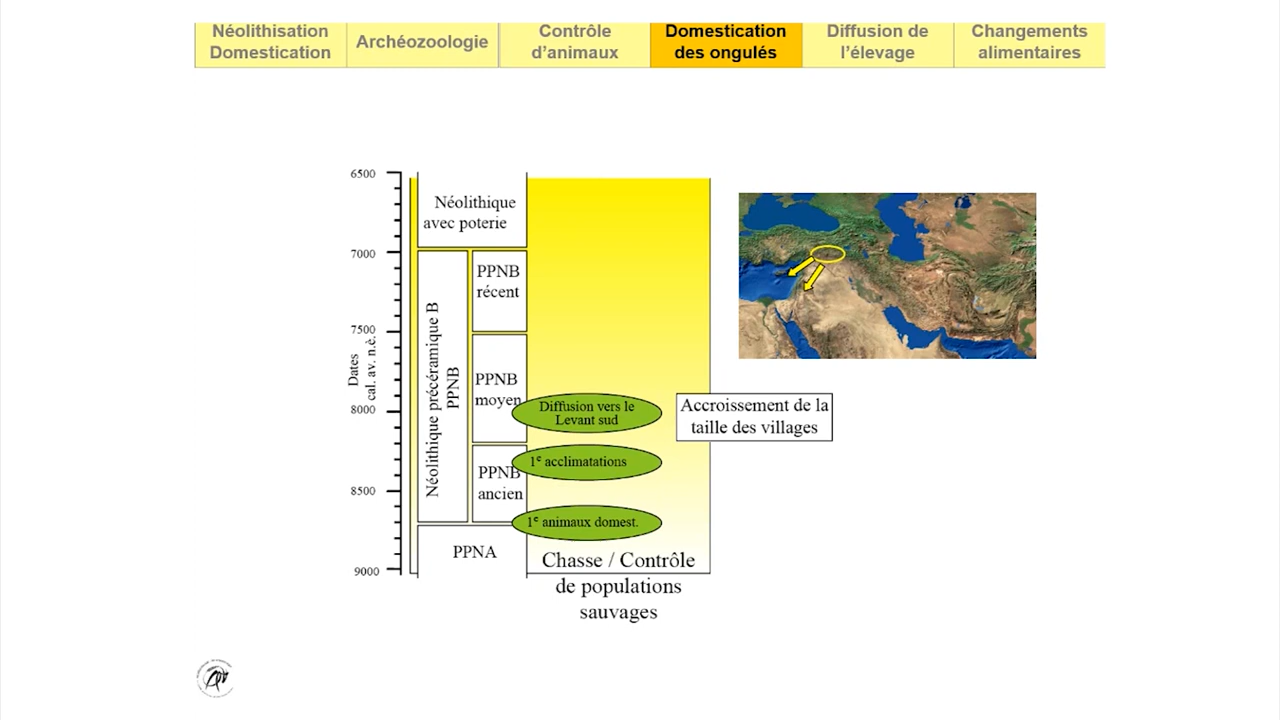 Néolithisation
Domestication
Archéozoologie
Contrôle
d’animaux
Domestication
des ongulés
Diffusion de
l’élevage
Changements
alimentaires
6500
7000
7500
8000
8500
9000
Dates
cal. av. n.è.
Néolithique
avec poterie
Néolithique précéramique B
PPNB
PPNB
récent
PPNB
moyen
PPNB
ancien
PPNA
Diffusion vers le
Levant sud
1e acclimatations
1e animaux domest.
Chasse / Contrôle
de populations
sauvages
Accroissement de la
taille des villages